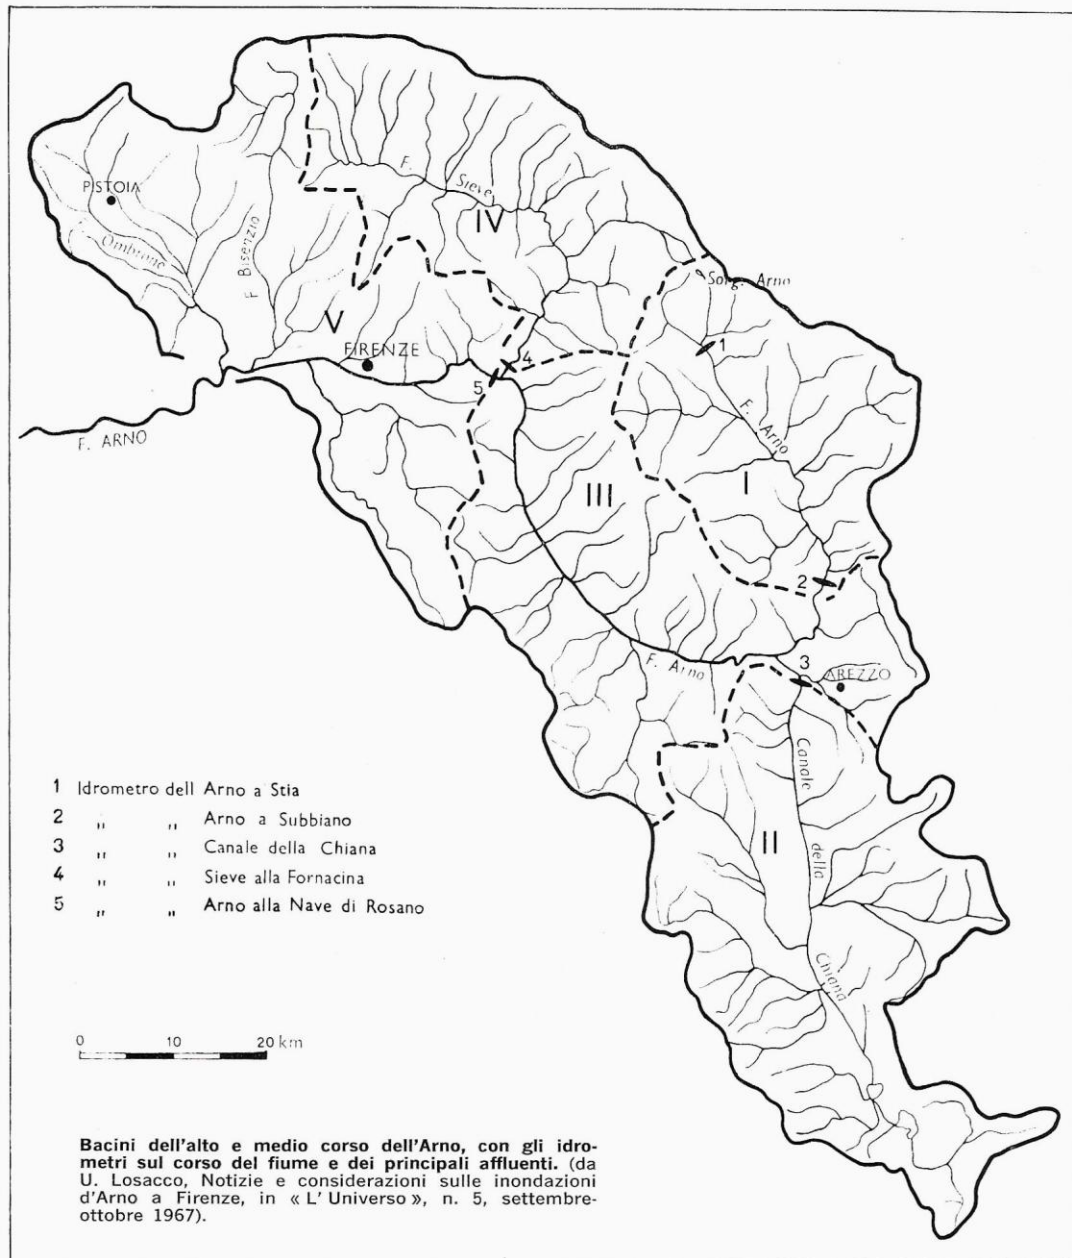 PISTOIA
Ombrone
F. Bisenzio
F. Sieve
IV
V
FIRENZE
Sorg. Arno
1
4
5
F. ARNO
F. Arno
I
III
2
3
F. Arno
AREZZO
Canale della Chiana
II
1 Idrometro dell Arno a Stia
2 „ „ Arno a Subbiano
3 „ „ Canale della Chiana
4 „ „ Sieve alla Fornacina
5 „ „ Arno alla Nave di Rosano
0 10 20 km
Bacini dell'alto e medio corso dell'Arno, con gli idro-
metri sul corso del fiume e dei principali affluenti. (da
U. Losacco, Notizie e considerazioni sulle inondazioni
d'Arno a Firenze, in « L' Universo », n. 5, settembre-
ottobre 1967).